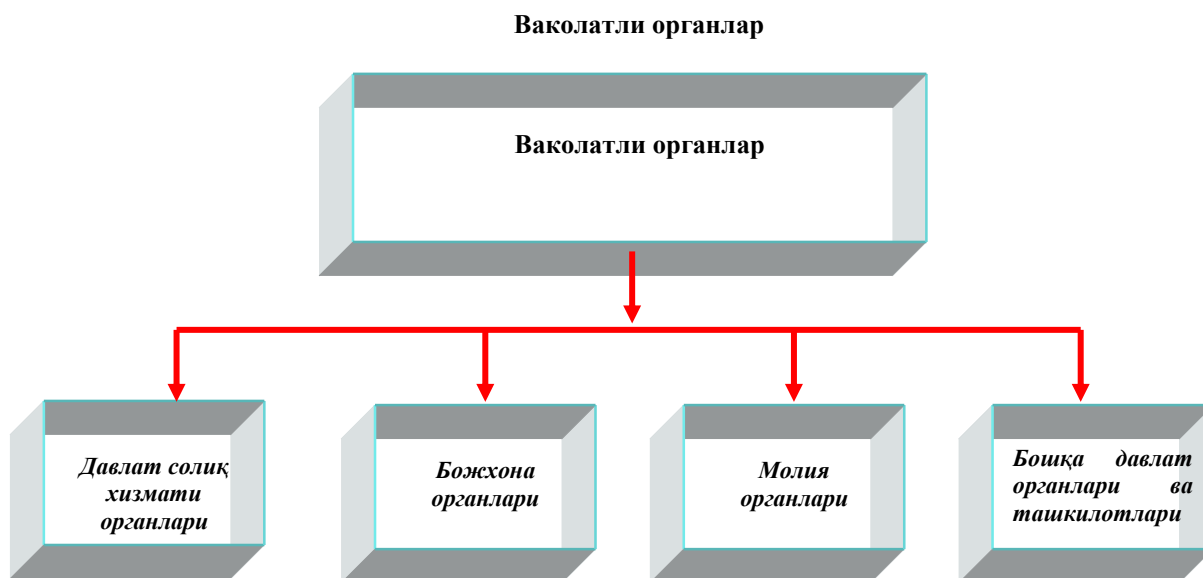 Ваколатли органлар
Ваколатли органлар
Давлат солиқ
хизмати
органлари
Божхона
органлари
Молия
органлари
Бошқа давлат
органлари ва
ташкилотлари